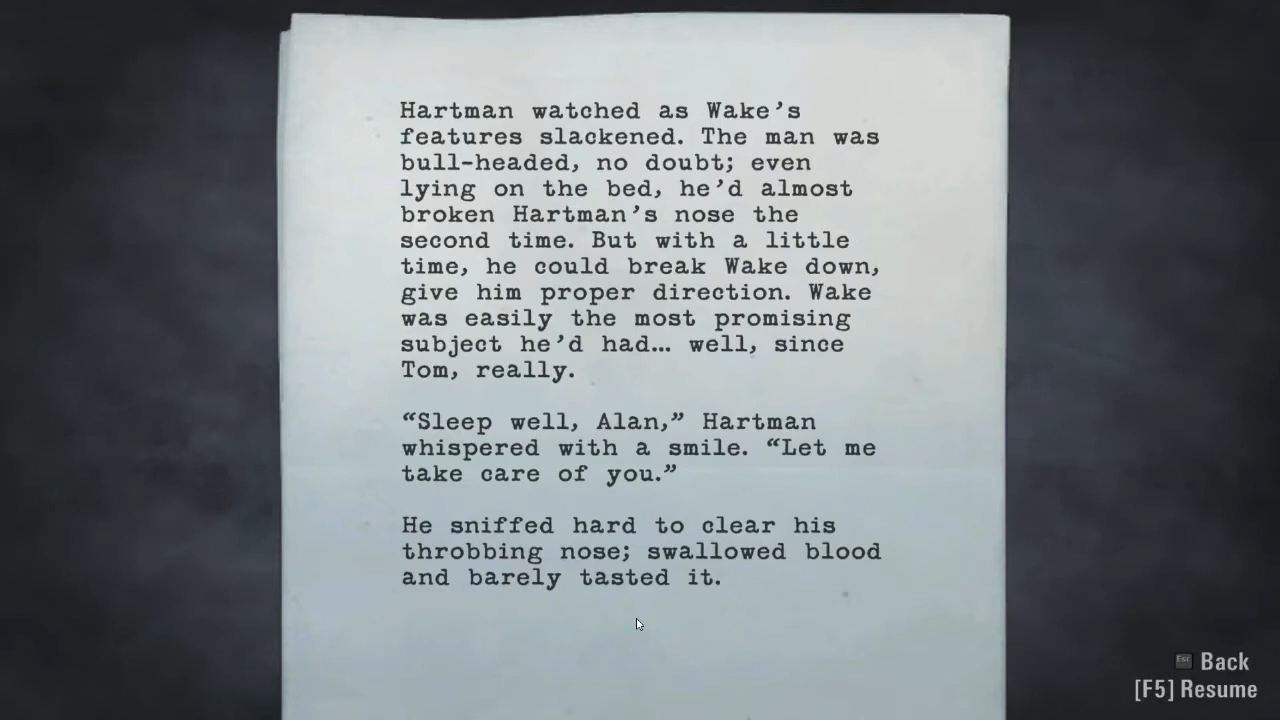 Hartman watched as Wake’s
features slackened. The man was
bull-headed, no doubt; even
lying on the bed, he’d almost
broken Hartman’s nose the
second time. But with a little
time, he could break Wake down,
give him proper direction. Wake
was easily the most promising
subject he’d had… well, since
Tom, really.
“Sleep well, Alan,” Hartman
whispered with a smile. “Let me
take care of you.”
He sniffed hard to clear his
throbbing nose; swallowed blood
and barely tasted it.
Esc Back
[F5] Resume